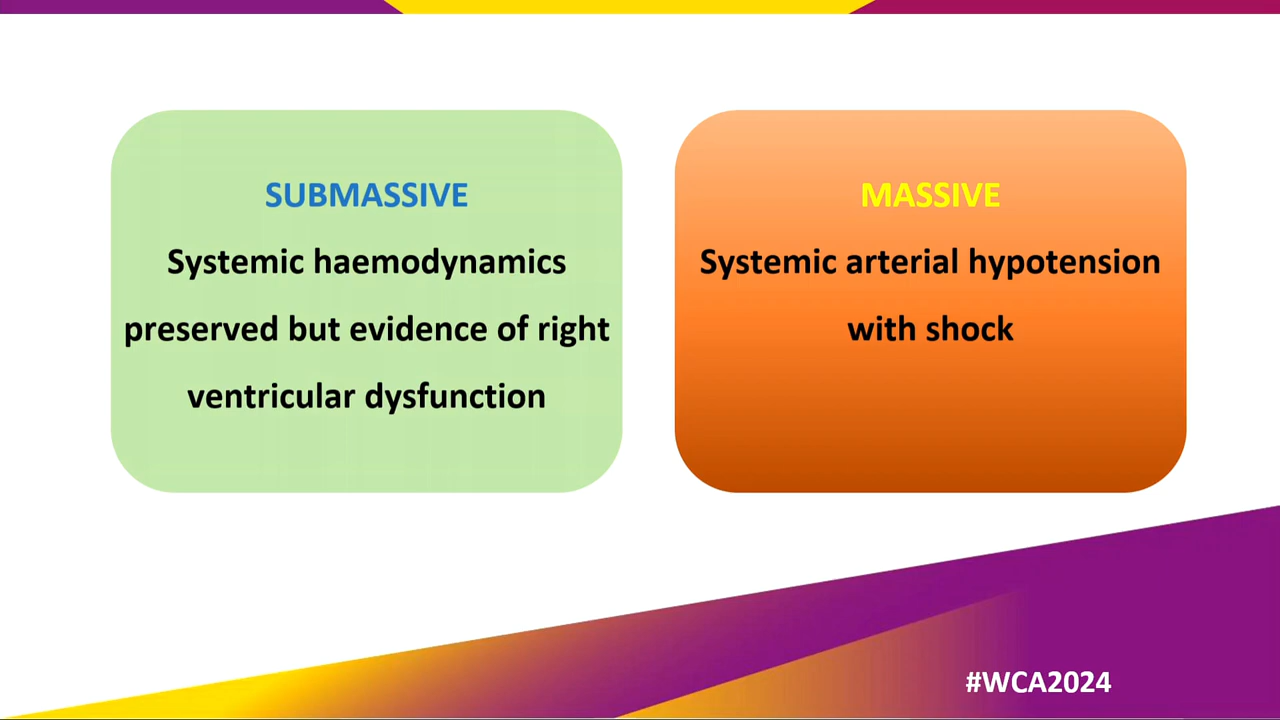 SUBMASSIVE
Systemic haemodynamics
preserved but evidence of right
ventricular dysfunction
MASSIVE
Systemic arterial hypotension
with shock
#WCA2024